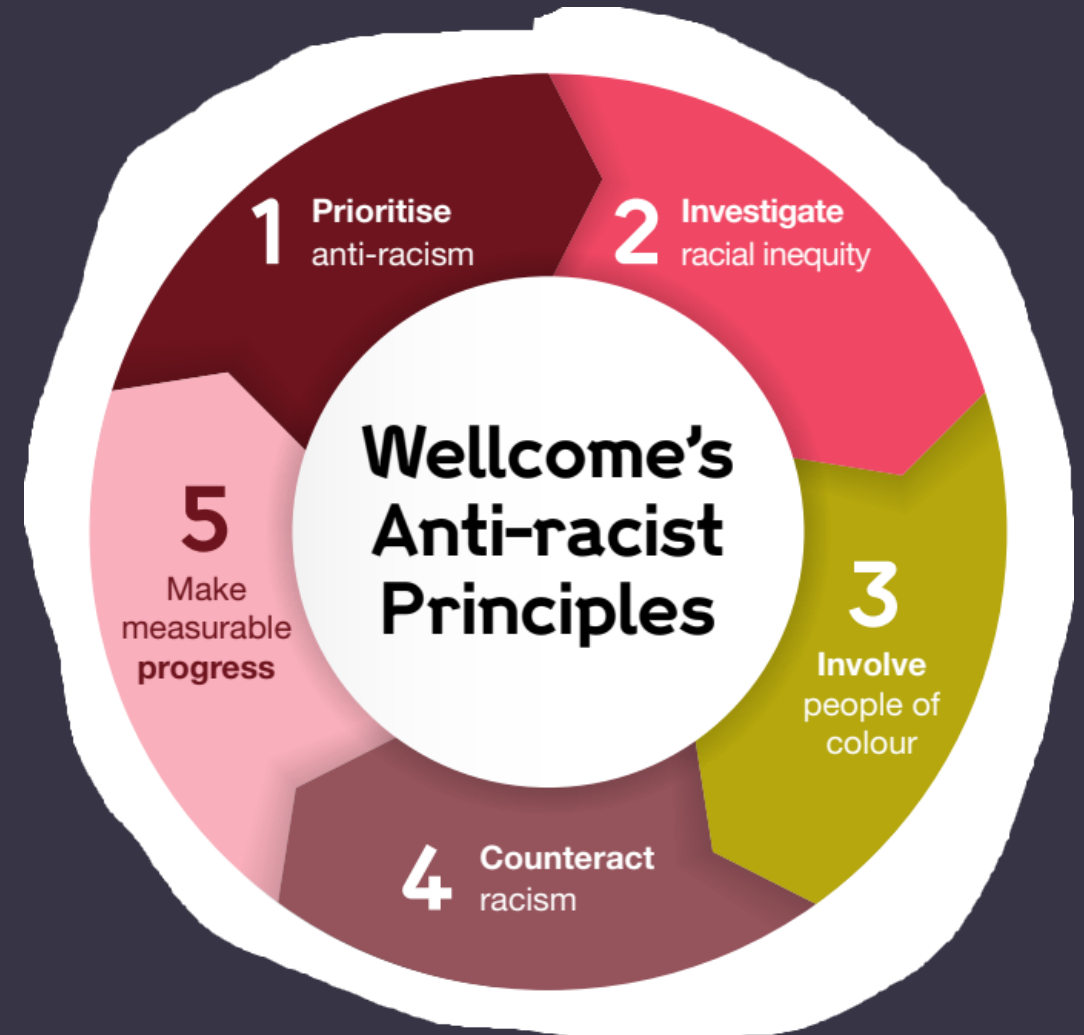 Wellcome's
Anti-racist
Principles
1
Prioritise
anti-racism
2
Investigate
racial inequity
3
Involve
people of
colour
4
Counteract
racism
5
Make
measurable
progress